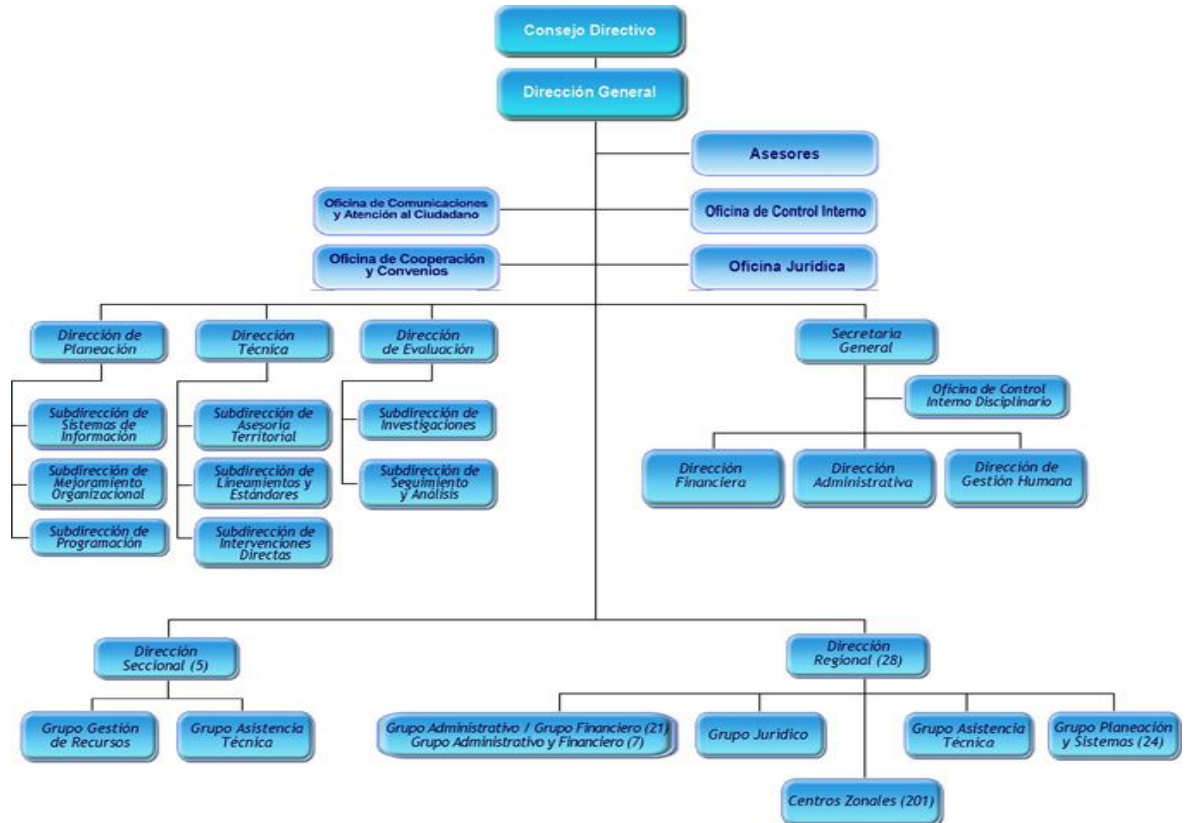 Consejo Directivo
Dirección General
Asesores
Oficina de Comunicaciones
y Atención al Ciudadano
Oficina de Control Interno
Oficina de Cooperación
y Convenios
Oficina Jurídica
Dirección de
Planeación
Dirección
Técnica
Dirección
de Evaluación
Secretaría
General
Oficina de Control
Interno Disciplinario
Subdirección de
Sistemas de
Información
Subdirección de
Asesoría
Territorial
Subdirección de
Investigaciones
Dirección
Financiera
Dirección
Administrativa
Dirección de
Gestión Humana
Subdirección de
Mejoramiento
Organizacional
Subdirección de
Lineamientos y
Estándares
Subdirección de
Seguimiento
y Análisis
Subdirección de
Programación
Subdirección de
Intervenciones
Directas
Dirección
Seccional (5)
Dirección
Regional (28)
Grupo Gestión
de Recursos
Grupo Asistencia
Técnica
Grupo Administrativo / Grupo Financiero (21)
Grupo Administrativo y Financiero (7)
Grupo Jurídico
Grupo Asistencia
Técnica
Grupo Planeación
y Sistemas (24)
Centros Zonales (201)